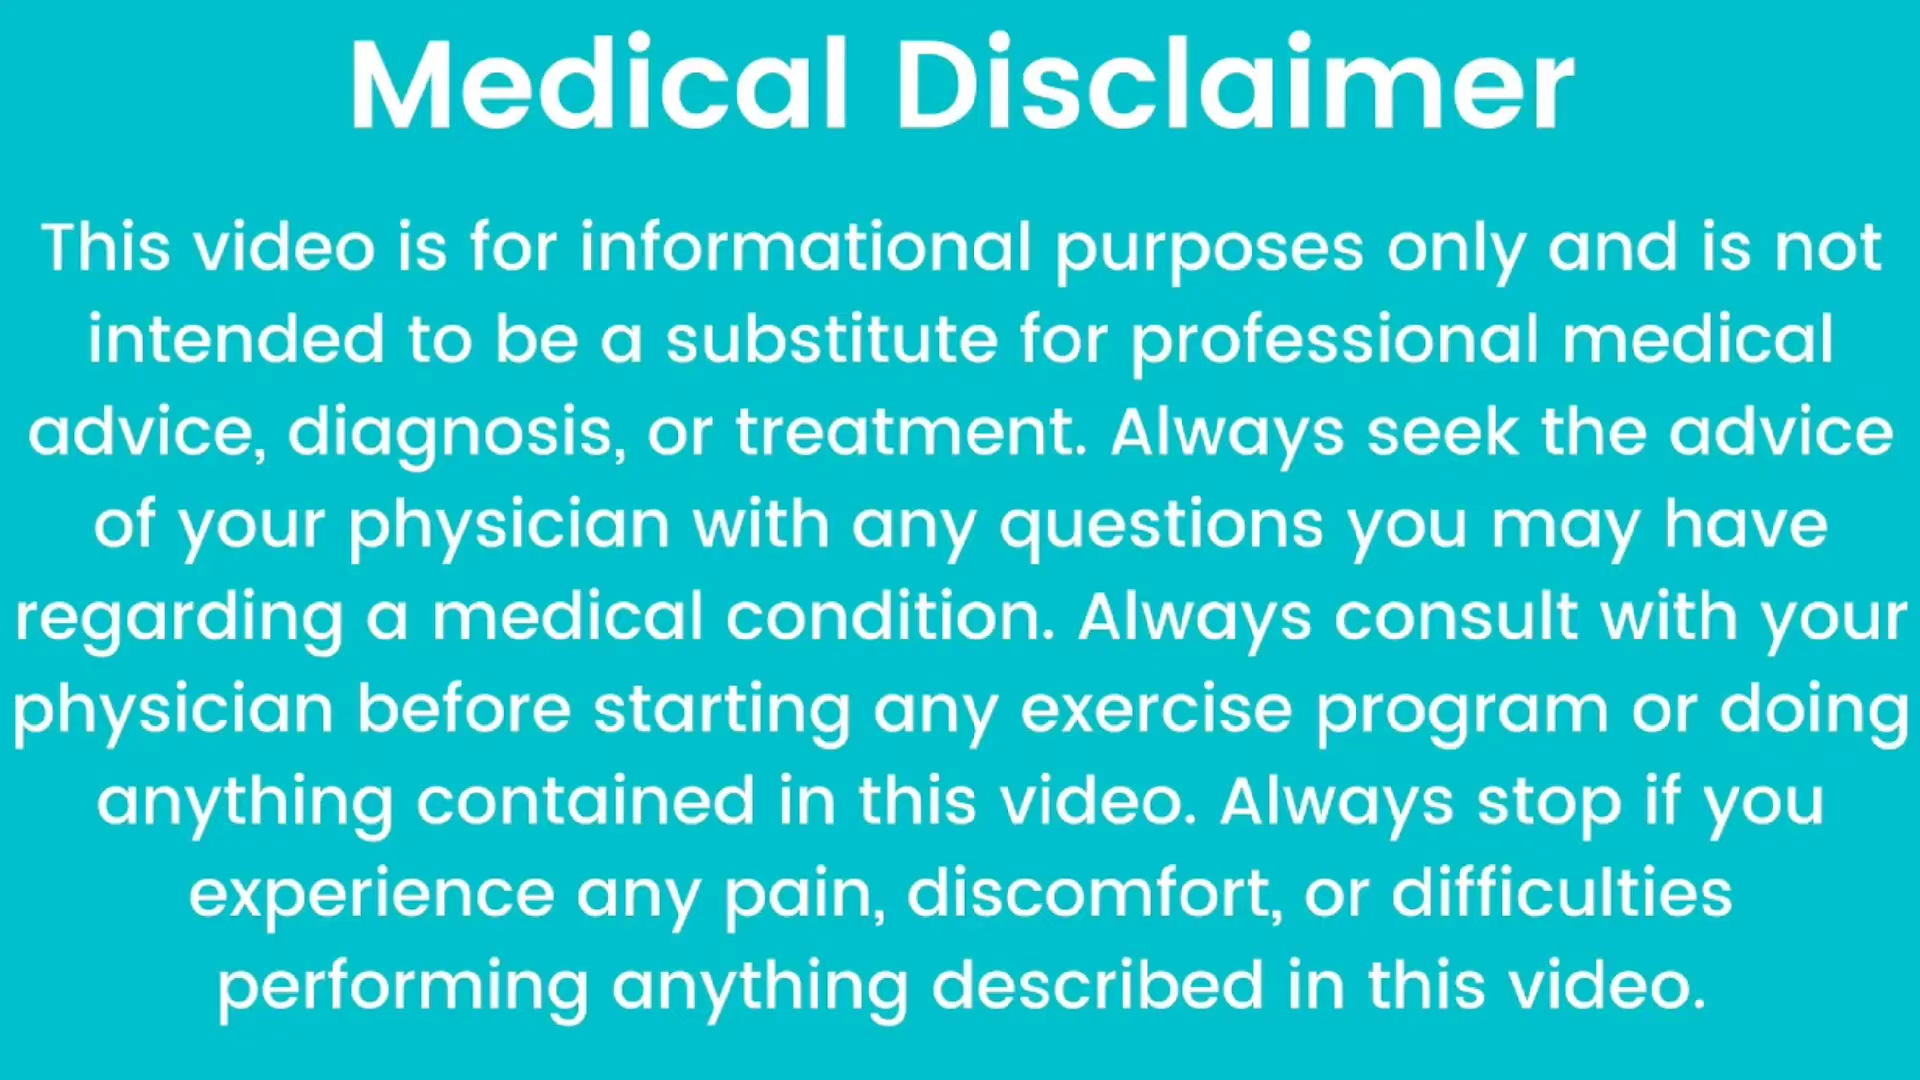 Medical Disclaimer
This video is for informational purposes only and is not
intended to be a substitute for professional medical
advice, diagnosis, or treatment. Always seek the advice
of your physician with any questions you may have
regarding a medical condition. Always consult with your
physician before starting any exercise program or doing
anything contained in this video. Always stop if you
experience any pain, discomfort, or difficulties
performing anything described in this video.